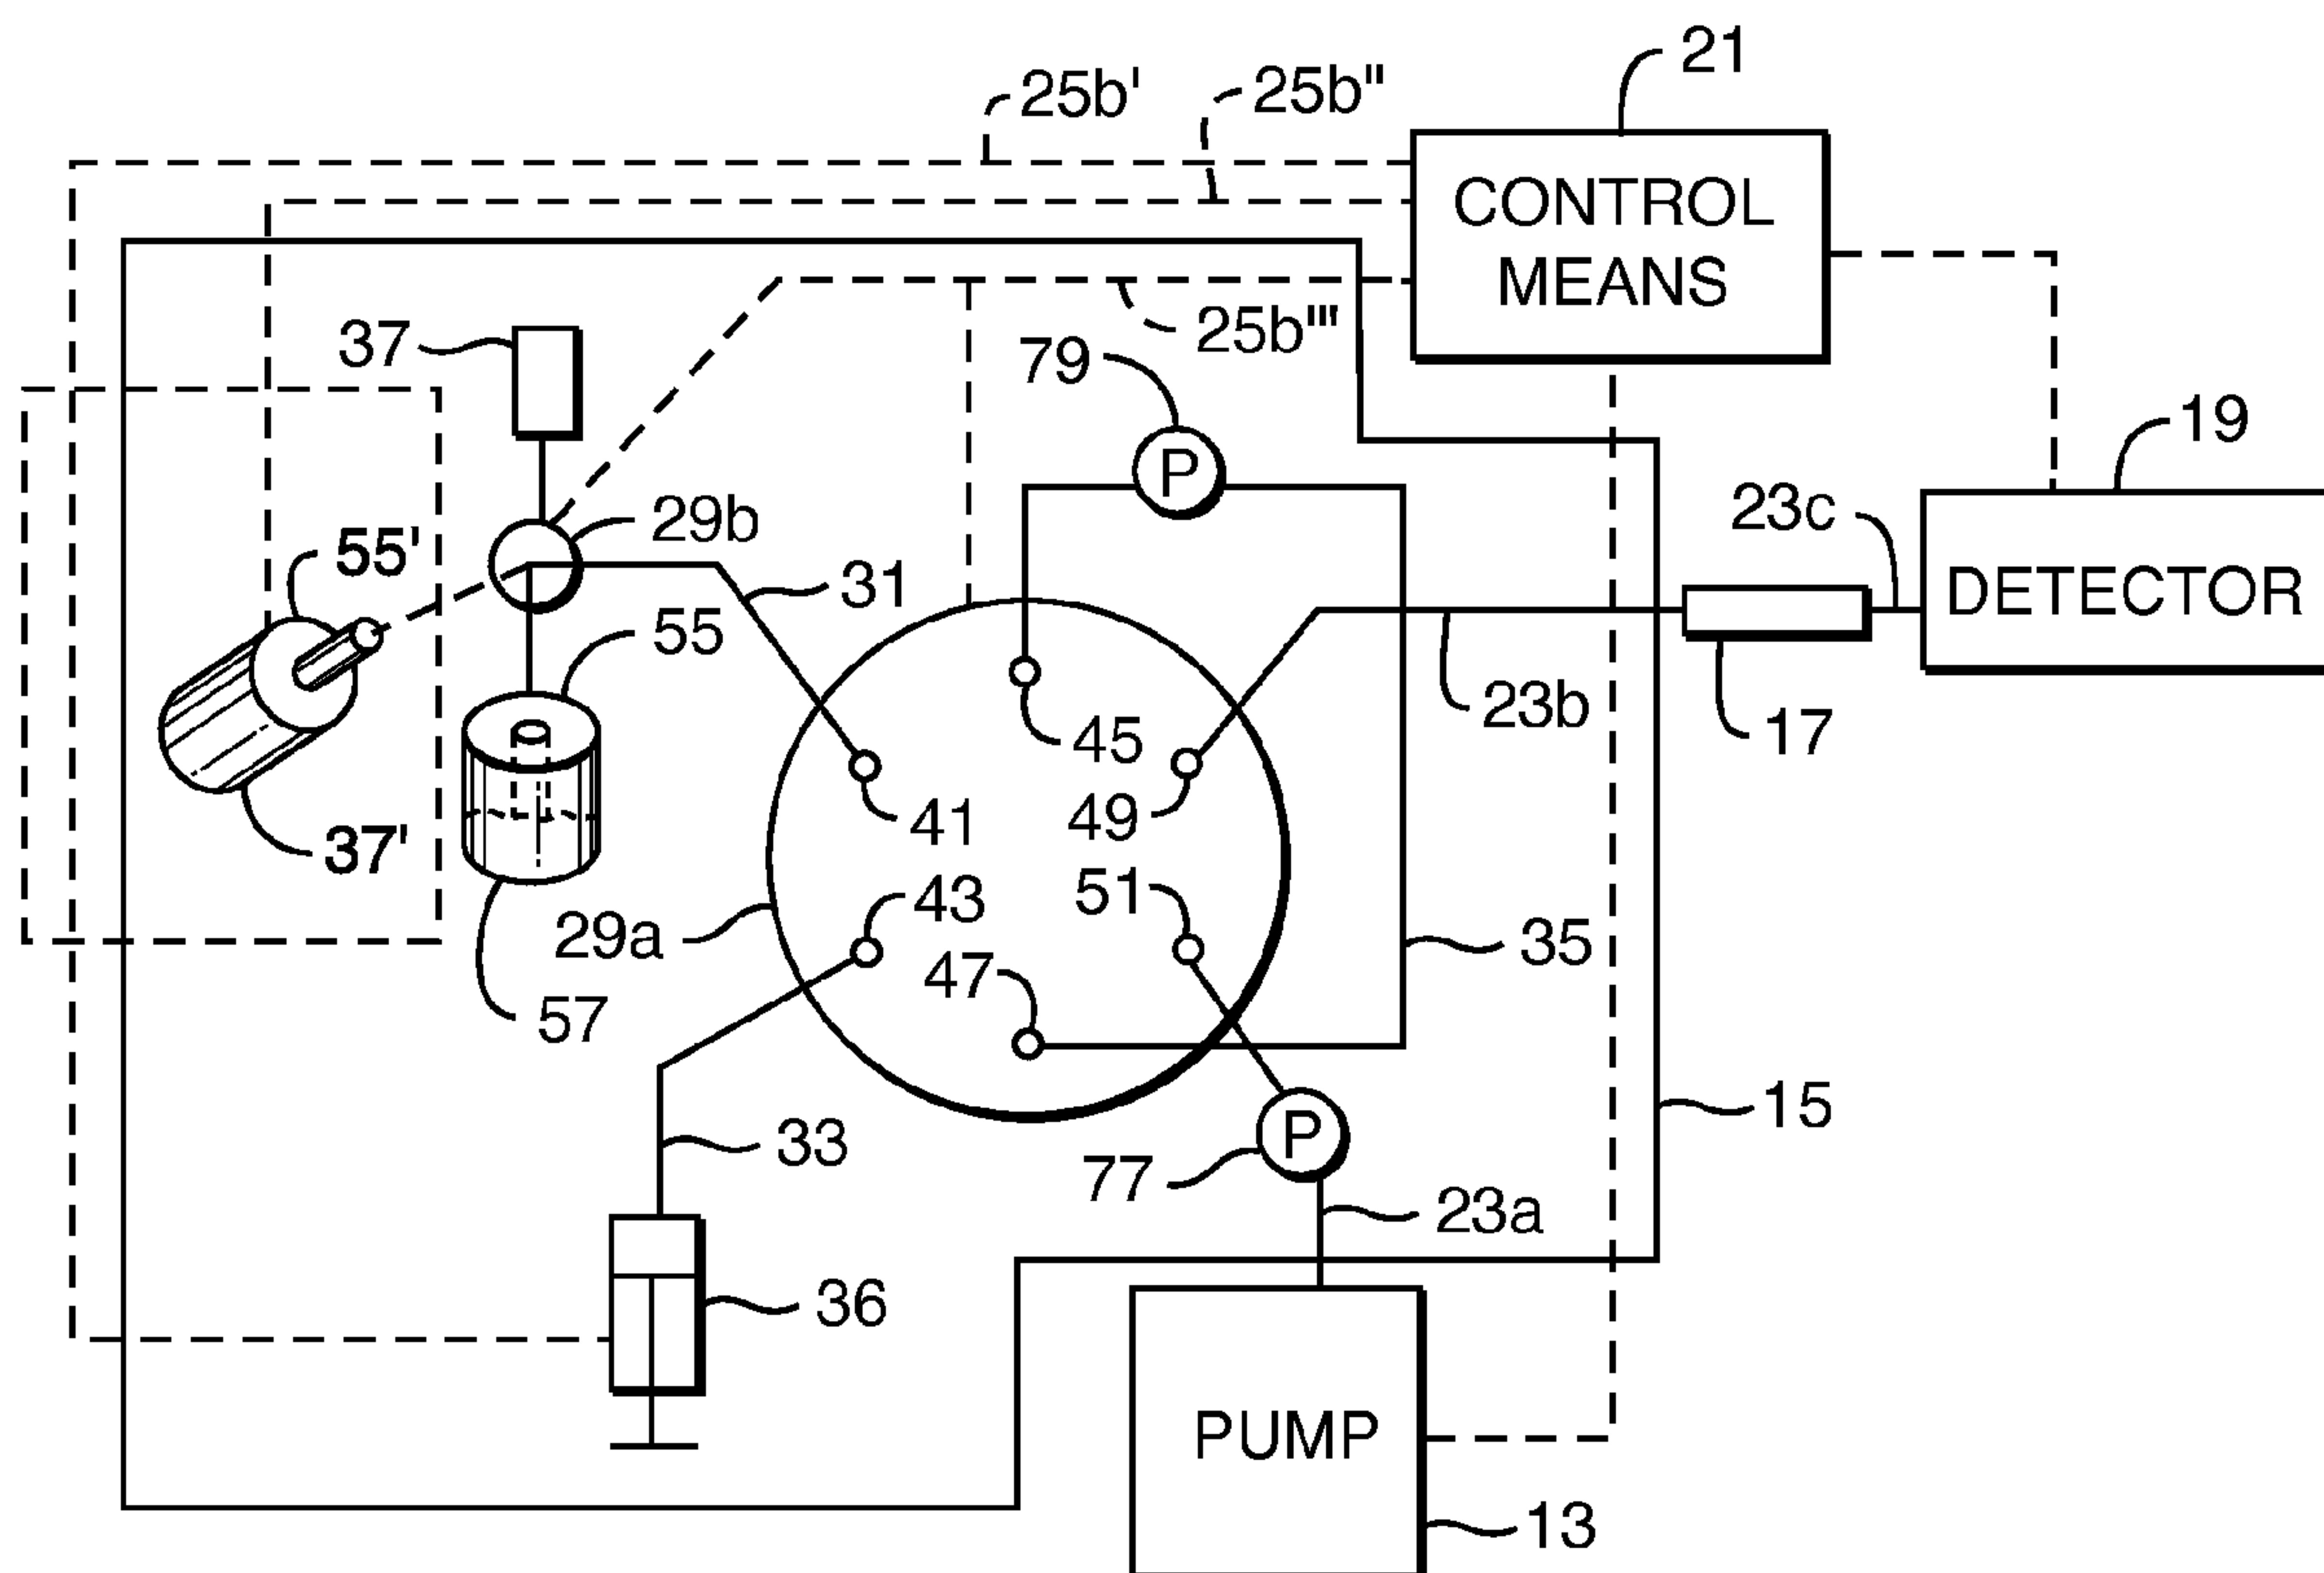 21
25b'
25b"
CONTROL
MEANS
25b'''
37
79
19
23c
29b
55'
31
DETECTOR
P
55
23b
17
45
41
49
37'
43
51
29a
47
35
57
15
33
P
77
23a
36
PUMP
13